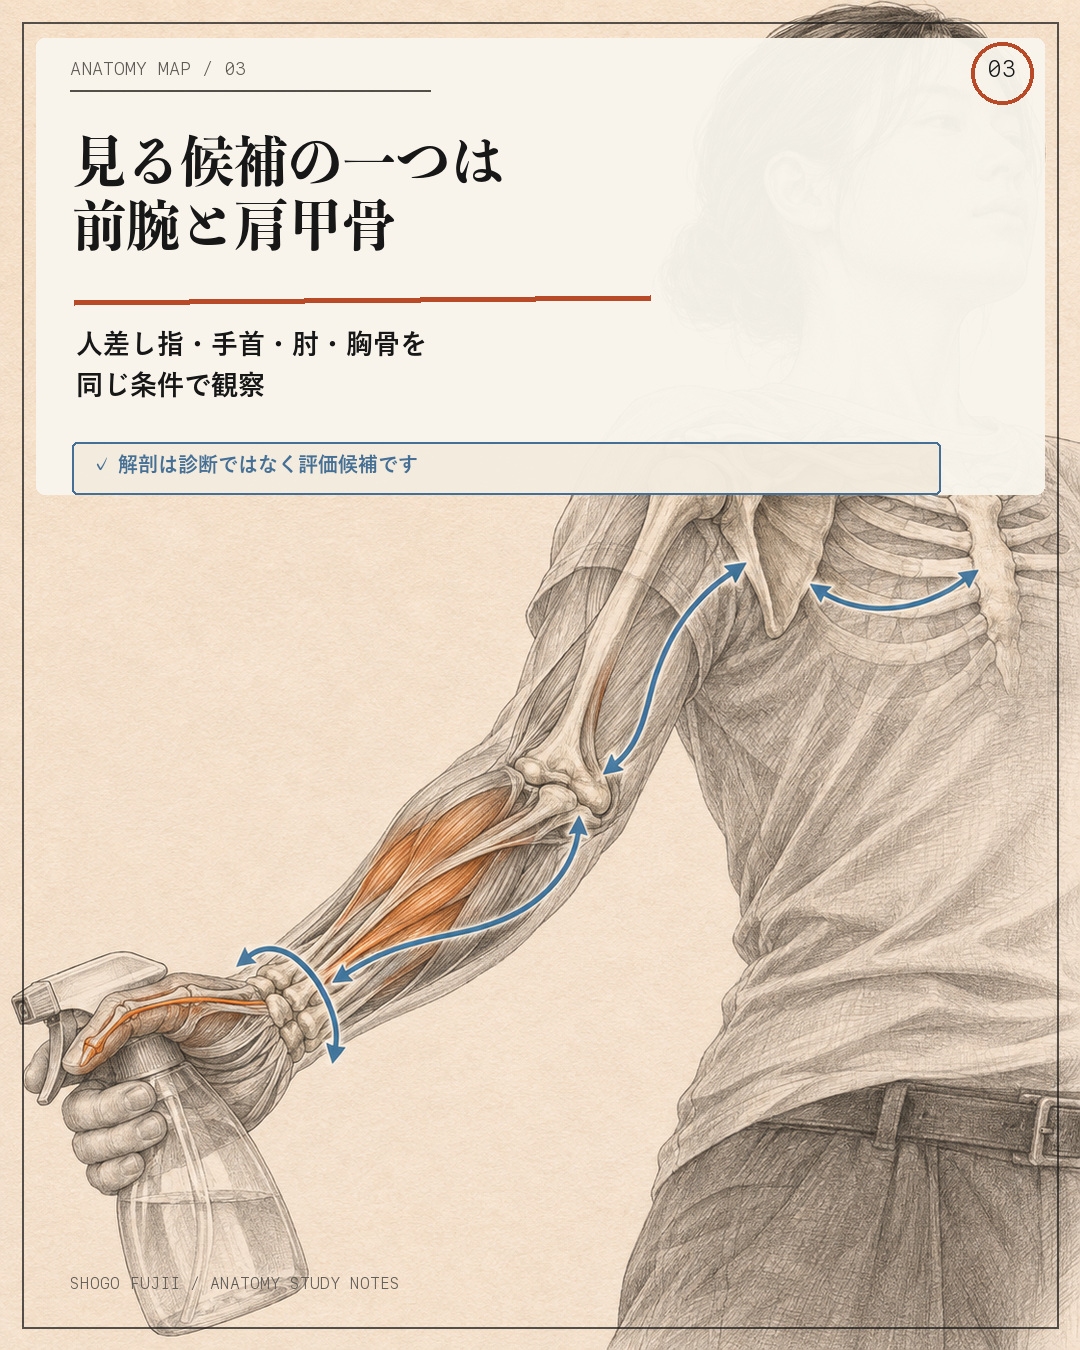 ANATOMY MAP / 03
03
見る候補の一つは
前腕と肩甲骨
人差し指・手首・肘・胸骨を
同じ条件で観察
✓ 解剖は診断ではなく評価候補です
SHOGO FUJII / ANATOMY STUDY NOTES